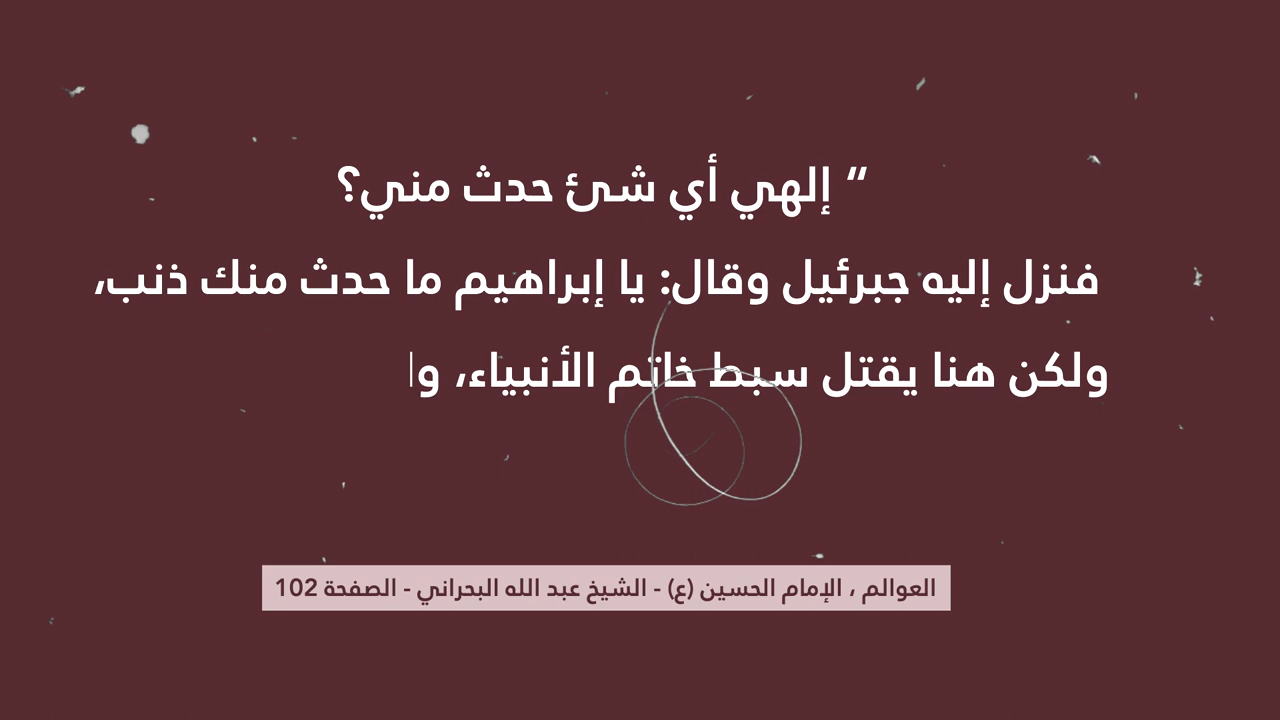 “ إلهي أي شئ حدث مني؟
فنزل إليه جبرئيل وقال: يا إبراهيم ما حدث منك ذنب،
ولكن هنا يقتل سبط خاتم الأنبياء، وا
العوالم ، الإمام الحسين (ع) - الشيخ عبد الله البحراني - الصفحة 102